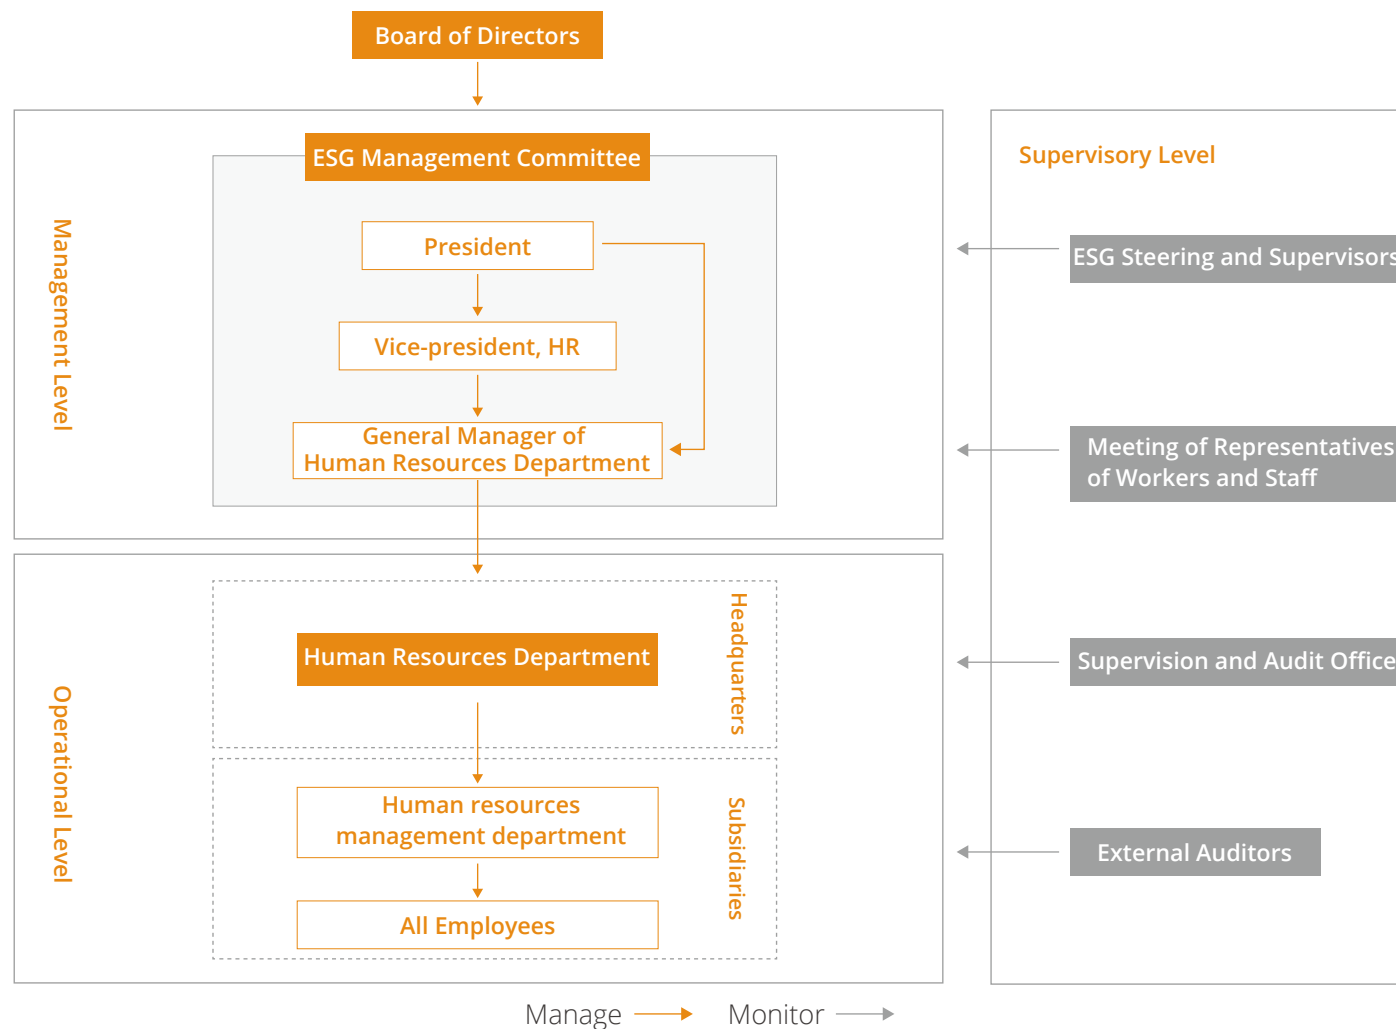 Board of Directors
ESG Management Committee
Supervisory Level
Management Level
President
ESG Steering and Supervisors
Vice-president, HR
General Manager of
Human Resources Department
Meeting of Representatives
of Workers and Staff
Operational Level
Headquarters
Human Resources Department
Supervision and Audit Office
Subsidiaries
Human resources
management department
External Auditors
All Employees
Manage
Monitor